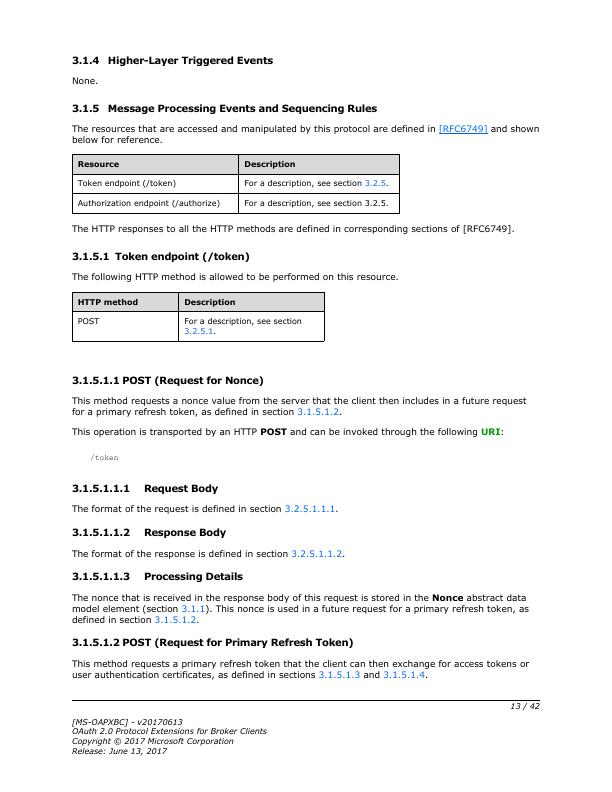 3.1.4 Higher-Layer Triggered Events
None.
3.1.5 Message Processing Events and Sequencing Rules
The resources that are accessed and manipulated by this protocol are defined in [RFC6749] and shown
below for reference.
Resource Description
Token endpoint (/token) For a description, see section 3.2.5.
Authorization endpoint (/authorize) For a description, see section 3.2.5.
The HTTP responses to all the HTTP methods are defined in corresponding sections of [RFC6749].
3.1.5.1 Token endpoint (/token)
The following HTTP method is allowed to be performed on this resource.
HTTP method Description
POST For a description, see section
3.2.5.1.
3.1.5.1.1 POST (Request for Nonce)
This method requests a nonce value from the server that the client then includes in a future request
for a primary refresh token, as defined in section 3.1.5.1.2.
This operation is transported by an HTTP POST and can be invoked through the following URI:
/token
3.1.5.1.1.1 Request Body
The format of the request is defined in section 3.2.5.1.1.1.
3.1.5.1.1.2 Response Body
The format of the response is defined in section 3.2.5.1.1.2.
3.1.5.1.1.3 Processing Details
The nonce that is received in the response body of this request is stored in the Nonce abstract data
model element (section 3.1.1). This nonce is used in a future request for a primary refresh token, as
defined in section 3.1.5.1.2.
3.1.5.1.2 POST (Request for Primary Refresh Token)
This method requests a primary refresh token that the client can then exchange for access tokens or
user authentication certificates, as defined in sections 3.1.5.1.3 and 3.1.5.1.4.
13 / 42
[MS-OAPXBC] - v20170613
OAuth 2.0 Protocol Extensions for Broker Clients
Copyright © 2017 Microsoft Corporation
Release: June 13, 2017